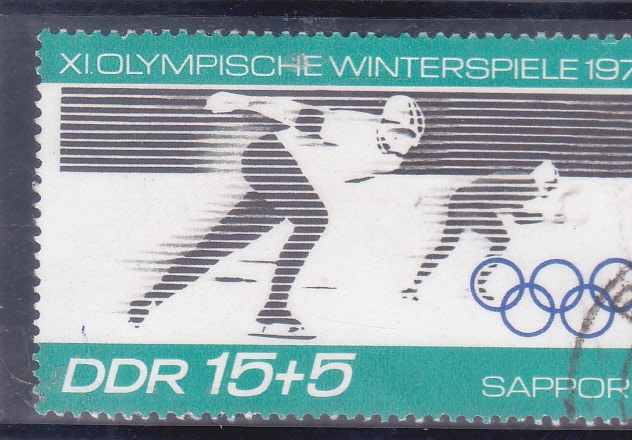 XI. OLYMPISCHE WINTERSPIELE 197
DDR 15+5
SAPPOR